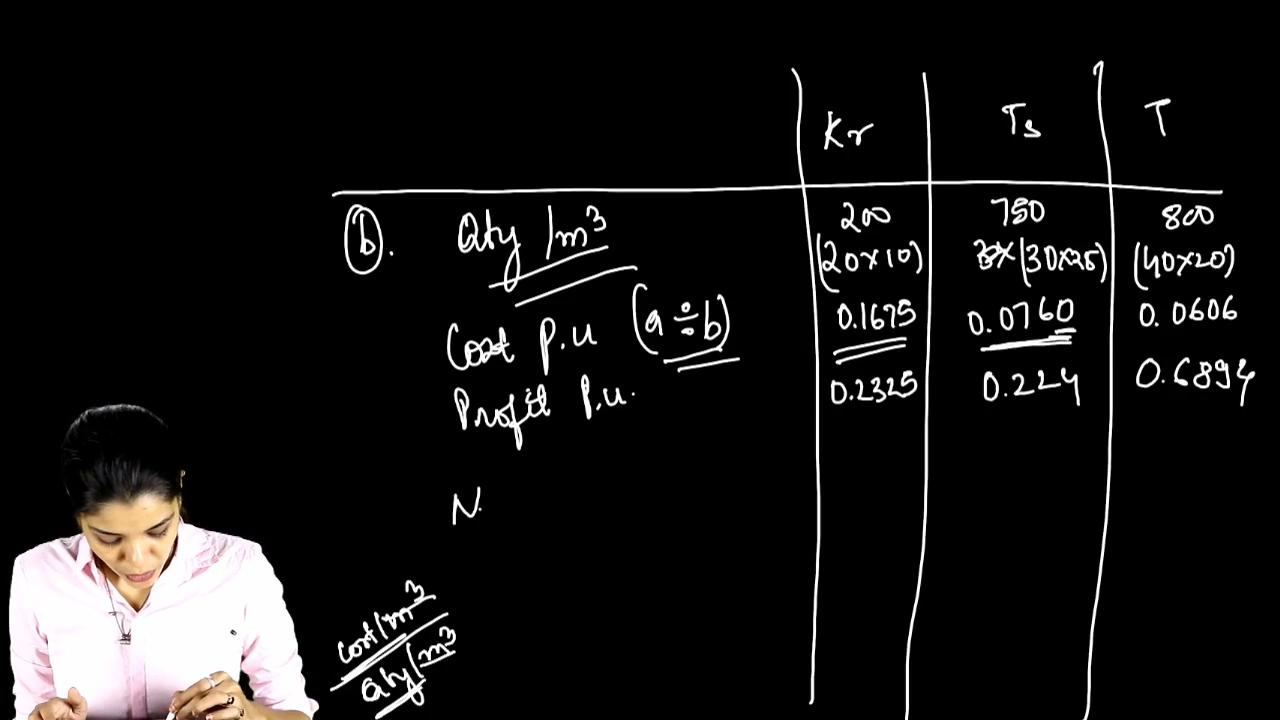 Kr Ts T
(b). Qty /m³ 200 750 800
(20×10) (30×25) (40×20)
Cost p.u (a÷b) 0.1675 0.0760 0.0606
Profit P.u. 0.2325 0.224 0.6894
N.
Cost/m³
Qty/m³